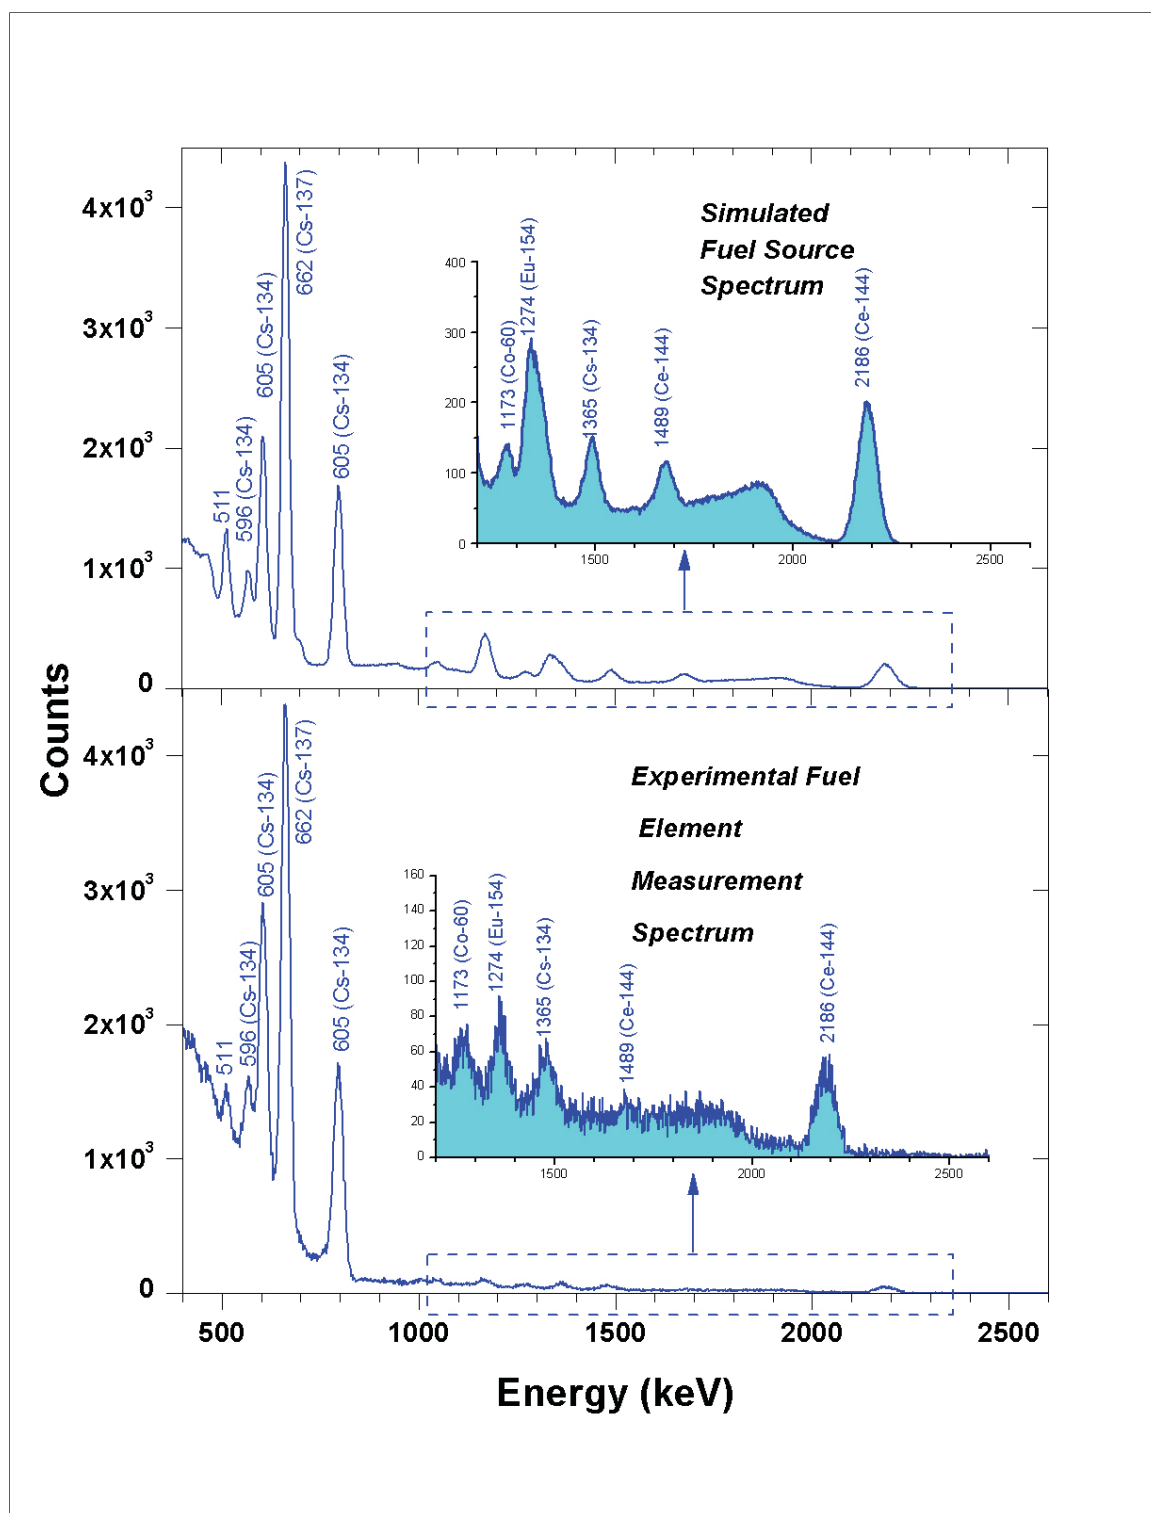 Counts
4x10³
3x10³
2x10³
1x10³
0
511
596 (Cs-134)
605 (Cs-134)
662 (Cs-137)
605 (Cs-134)
Simulated
Fuel Source
Spectrum
400
300
200
100
0
1173 (Co-60)
1274 (Eu-154)
1365 (Cs-134)
1489 (Ce-144)
2186 (Ce-144)
1500
2000
2500
4x10³
3x10³
2x10³
1x10³
0
511
596 (Cs-134)
605 (Cs-134)
662 (Cs-137)
605 (Cs-134)
Experimental Fuel
Element
Measurement
Spectrum
160
140
120
100
80
60
40
20
0
1173 (Co-60)
1274 (Eu-154)
1365 (Cs-134)
1489 (Ce-144)
2186 (Ce-144)
1500
2000
2500
500
1000
1500
2000
2500
Energy (keV)